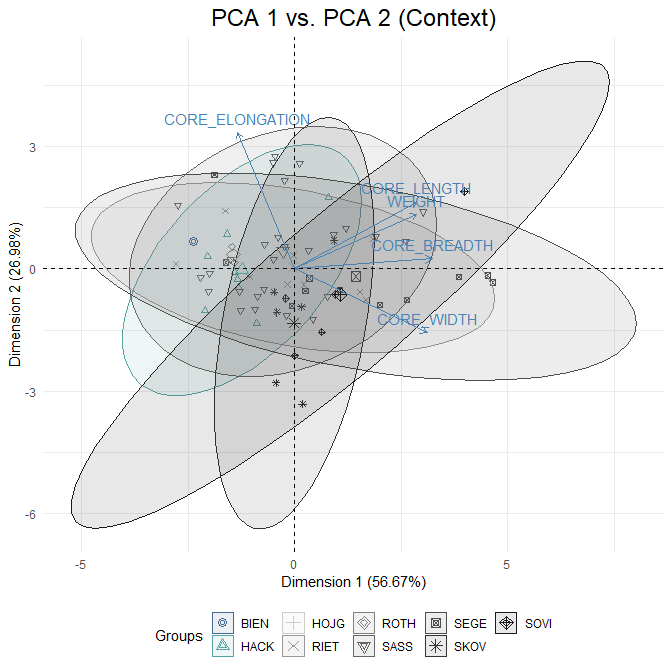 PCA 1 vs. PCA 2 (Context)
CORE_ELONGATION
3
CORE_LENGTH
WEIGHT
CORE_BREADTH
0
CORE_WIDTH
-3
-6
Dimension 2 (26.98%)
-5 0 5
Dimension 1 (56.67%)
Groups
BIEN HOJG ROTH SEGE SOVI
HACK RIET SASS SKOV